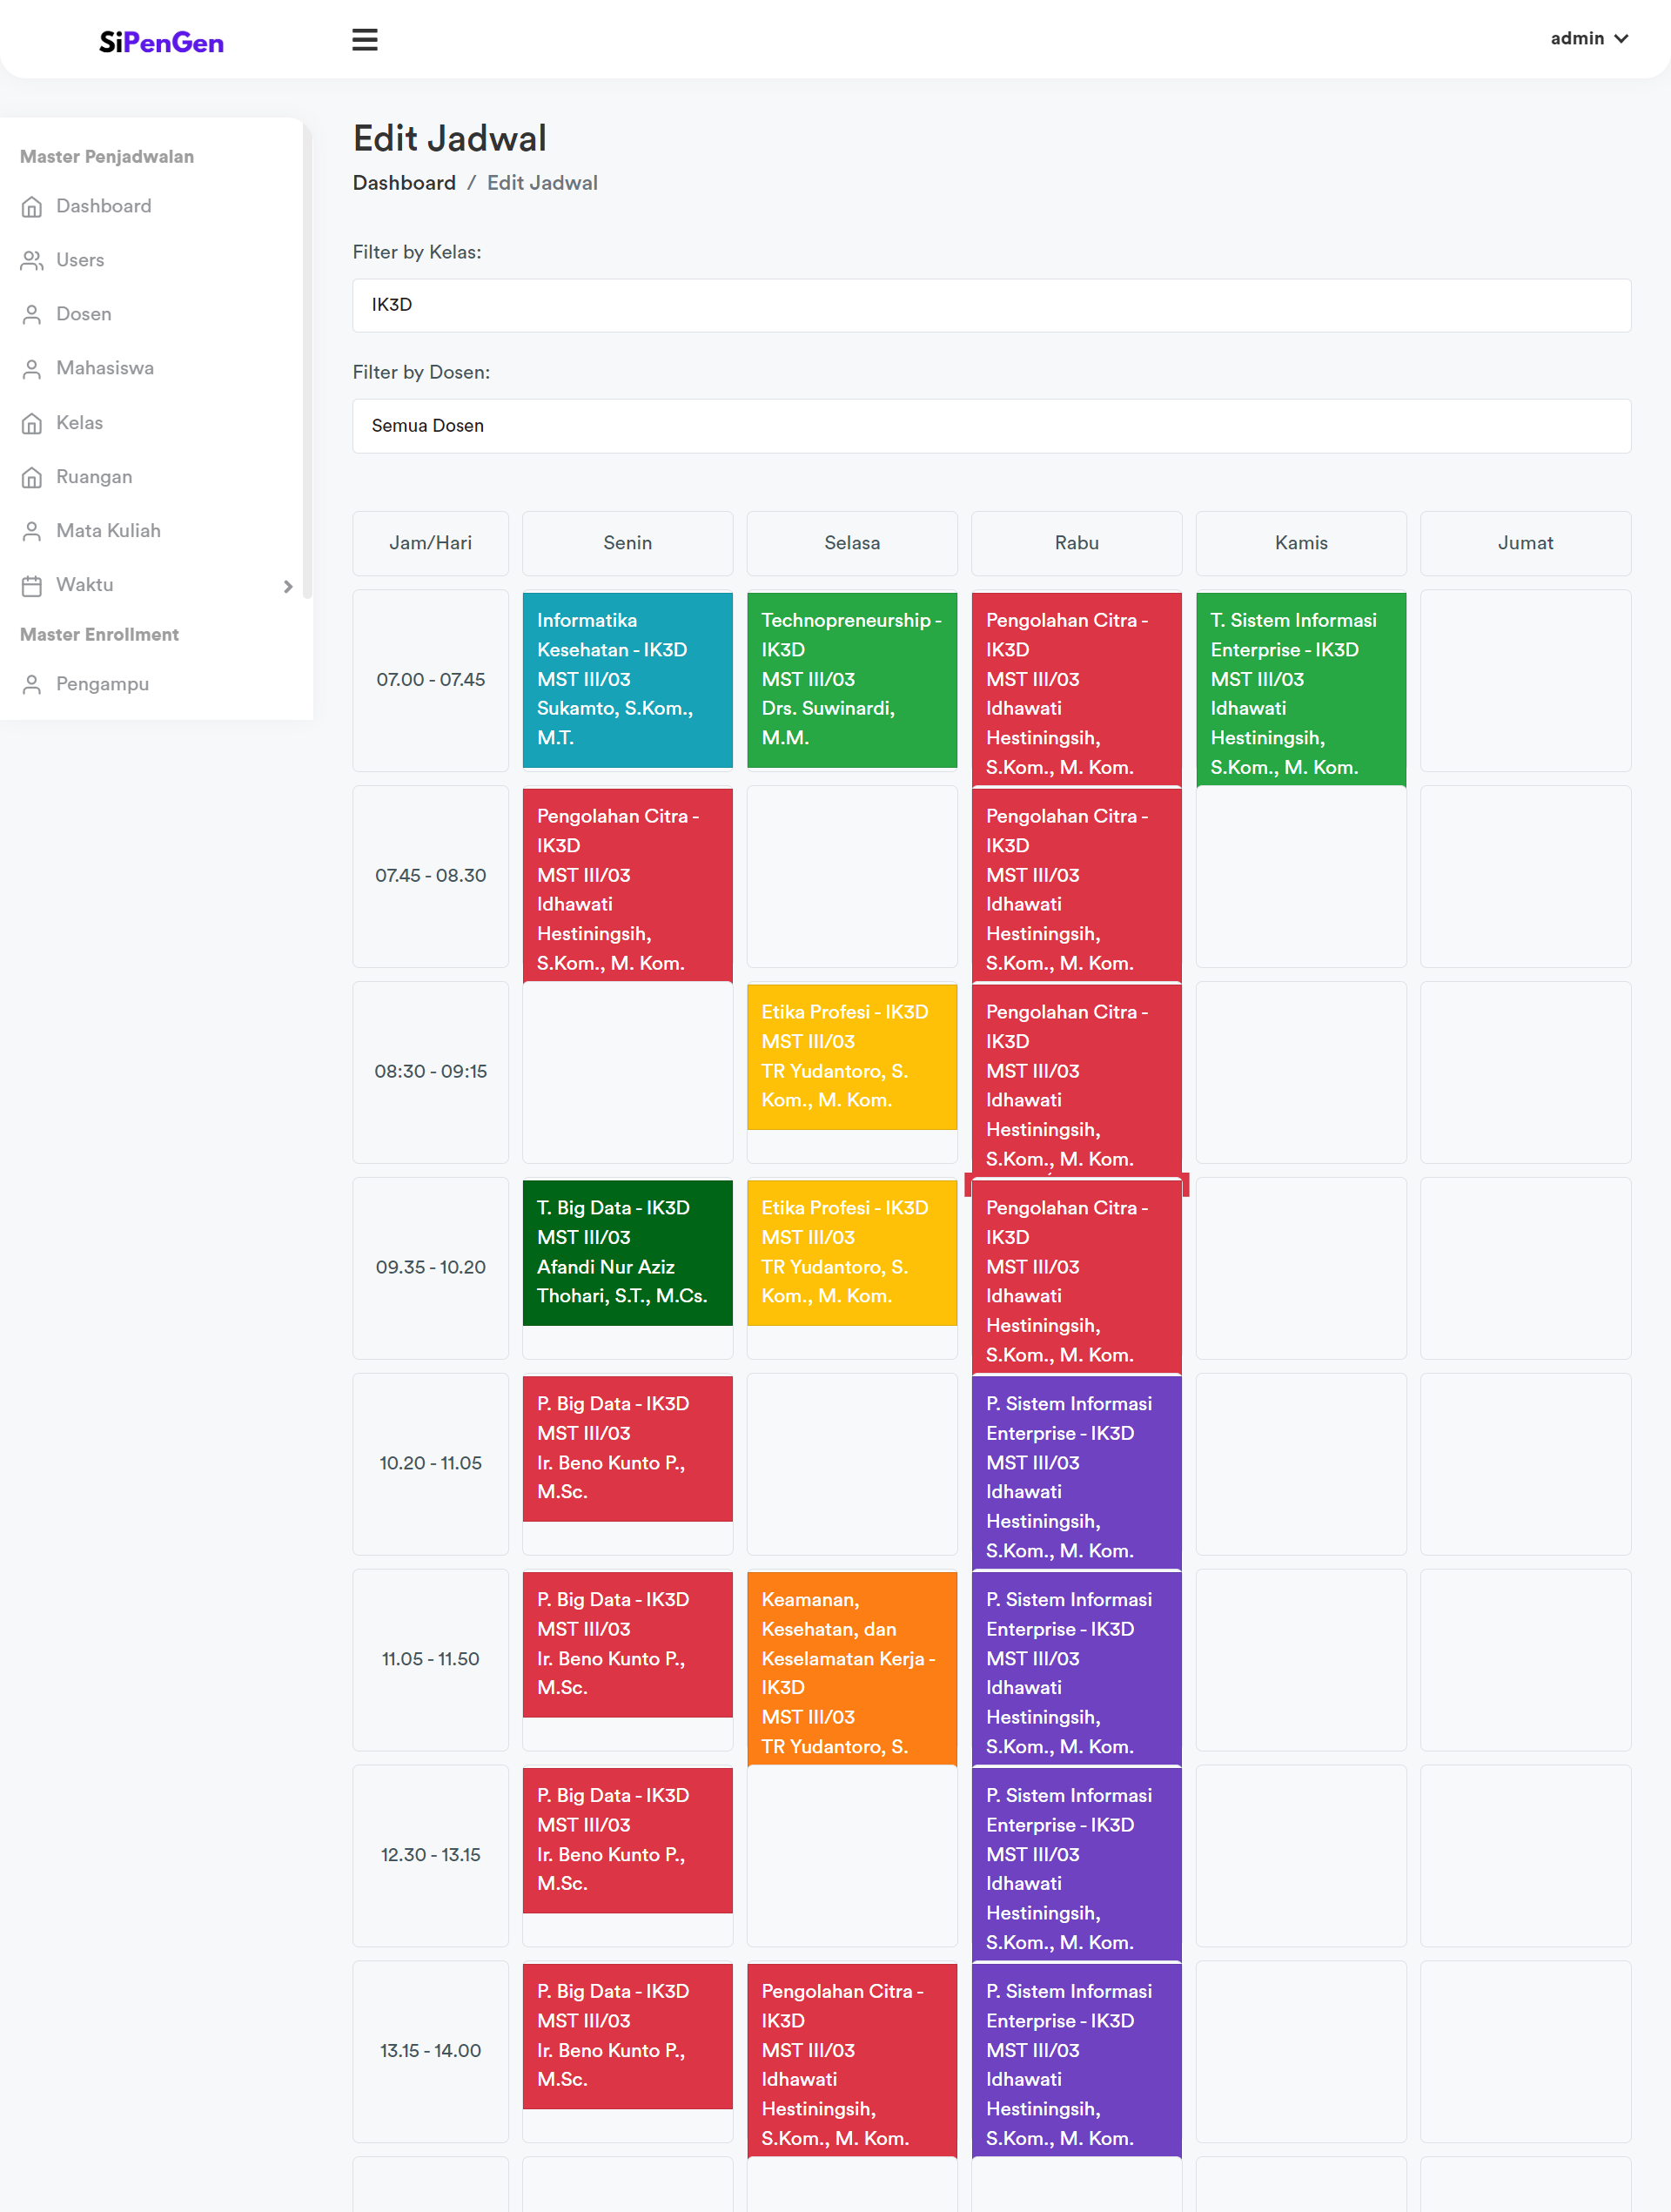 SiPenGen
admin
Master Penjadwalan
Dashboard
Users
Dosen
Mahasiswa
Kelas
Ruangan
Mata Kuliah
Waktu
Master Enrollment
Pengampu
Edit Jadwal
Dashboard / Edit Jadwal
Filter by Kelas:
IK3D
Filter by Dosen:
Semua Dosen
Jam/Hari
Senin
Selasa
Rabu
Kamis
Jumat
07.00 - 07.45
Informatika
Kesehatan - IK3D
MST III/03
Sukamto, S.Kom.,
M.T.
Technopreneurship -
IK3D
MST III/03
Drs. Suwinardi,
M.M.
Pengolahan Citra -
IK3D
MST III/03
Idhawati
Hestiningsih,
S.Kom., M. Kom.
T. Sistem Informasi
Enterprise - IK3D
MST III/03
Idhawati
Hestiningsih,
S.Kom., M. Kom.
07.45 - 08.30
Pengolahan Citra -
IK3D
MST III/03
Idhawati
Hestiningsih,
S.Kom., M. Kom.
Pengolahan Citra -
IK3D
MST III/03
Idhawati
Hestiningsih,
S.Kom., M. Kom.
08:30 - 09:15
Etika Profesi - IK3D
MST III/03
TR Yudantoro, S.
Kom., M. Kom.
Pengolahan Citra -
IK3D
MST III/03
Idhawati
Hestiningsih,
S.Kom., M. Kom.
09.35 - 10.20
T. Big Data - IK3D
MST III/03
Afandi Nur Aziz
Thohari, S.T., M.Cs.
Etika Profesi - IK3D
MST III/03
TR Yudantoro, S.
Kom., M. Kom.
Pengolahan Citra -
IK3D
MST III/03
Idhawati
Hestiningsih,
S.Kom., M. Kom.
10.20 - 11.05
P. Big Data - IK3D
MST III/03
Ir. Beno Kunto P.,
M.Sc.
P. Sistem Informasi
Enterprise - IK3D
MST III/03
Idhawati
Hestiningsih,
S.Kom., M. Kom.
11.05 - 11.50
P. Big Data - IK3D
MST III/03
Ir. Beno Kunto P.,
M.Sc.
Keamanan,
Kesehatan, dan
Keselamatan Kerja -
IK3D
MST III/03
TR Yudantoro, S.
P. Sistem Informasi
Enterprise - IK3D
MST III/03
Idhawati
Hestiningsih,
S.Kom., M. Kom.
12.30 - 13.15
P. Big Data - IK3D
MST III/03
Ir. Beno Kunto P.,
M.Sc.
P. Sistem Informasi
Enterprise - IK3D
MST III/03
Idhawati
Hestiningsih,
S.Kom., M. Kom.
13.15 - 14.00
P. Big Data - IK3D
MST III/03
Ir. Beno Kunto P.,
M.Sc.
Pengolahan Citra -
IK3D
MST III/03
Idhawati
Hestiningsih,
S.Kom., M. Kom.
P. Sistem Informasi
Enterprise - IK3D
MST III/03
Idhawati
Hestiningsih,
S.Kom., M. Kom.